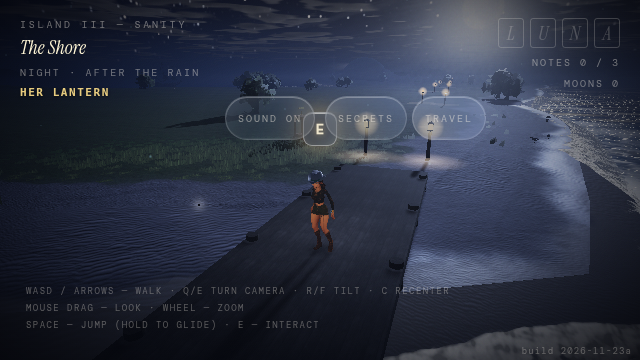 ISLAND III — SANITY
The Shore
NIGHT · AFTER THE RAIN
HER LANTERN
LUNA
NOTES 0 / 3
MOONS 0
SOUND ON
SECRETS
TRAVEL
E
WASD / ARROWS — WALK · Q/E TURN CAMERA · R/F TILT · C RECENTER
MOUSE DRAG — LOOK · WHEEL — ZOOM
SPACE — JUMP (HOLD TO GLIDE) · E — INTERACT
build 2026-11-23a